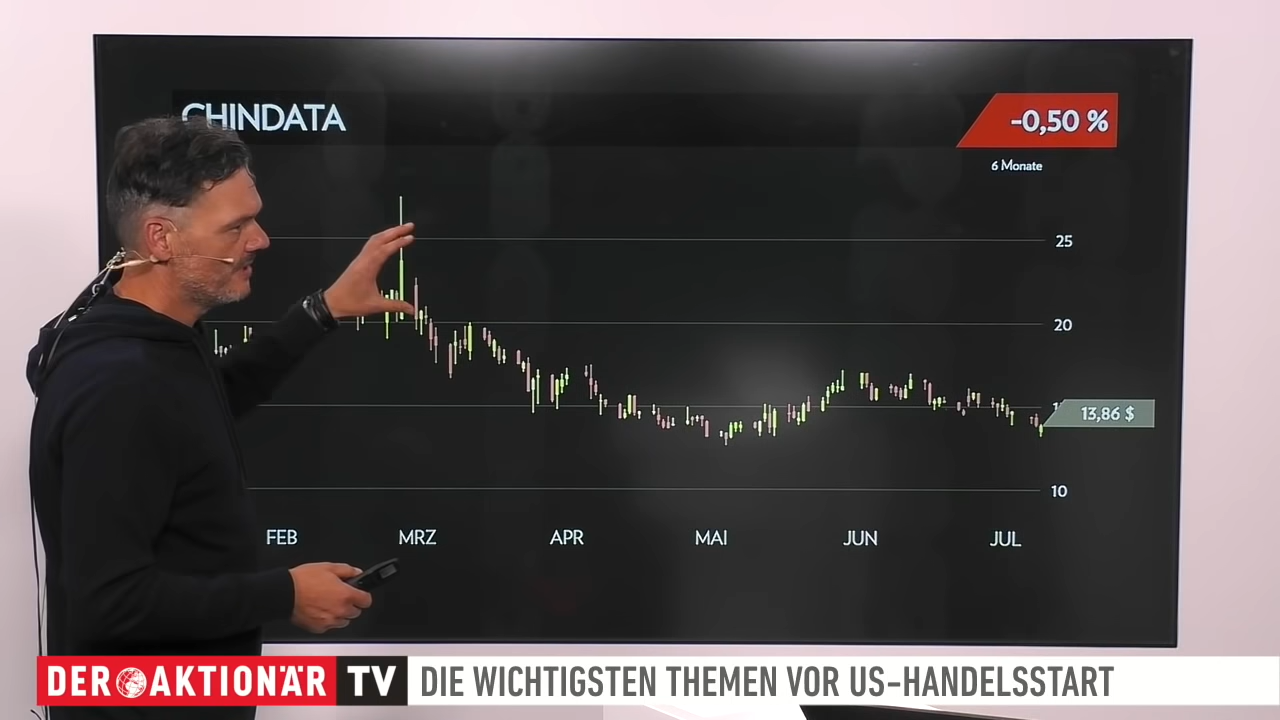 CHINDATA
-0,50 %
6 Monate
25
20
13,86 $
10
FEB MRZ APR MAI JUN JUL
DER AKTIONÄR TV DIE WICHTIGSTEN THEMEN VOR US-HANDELSSTART